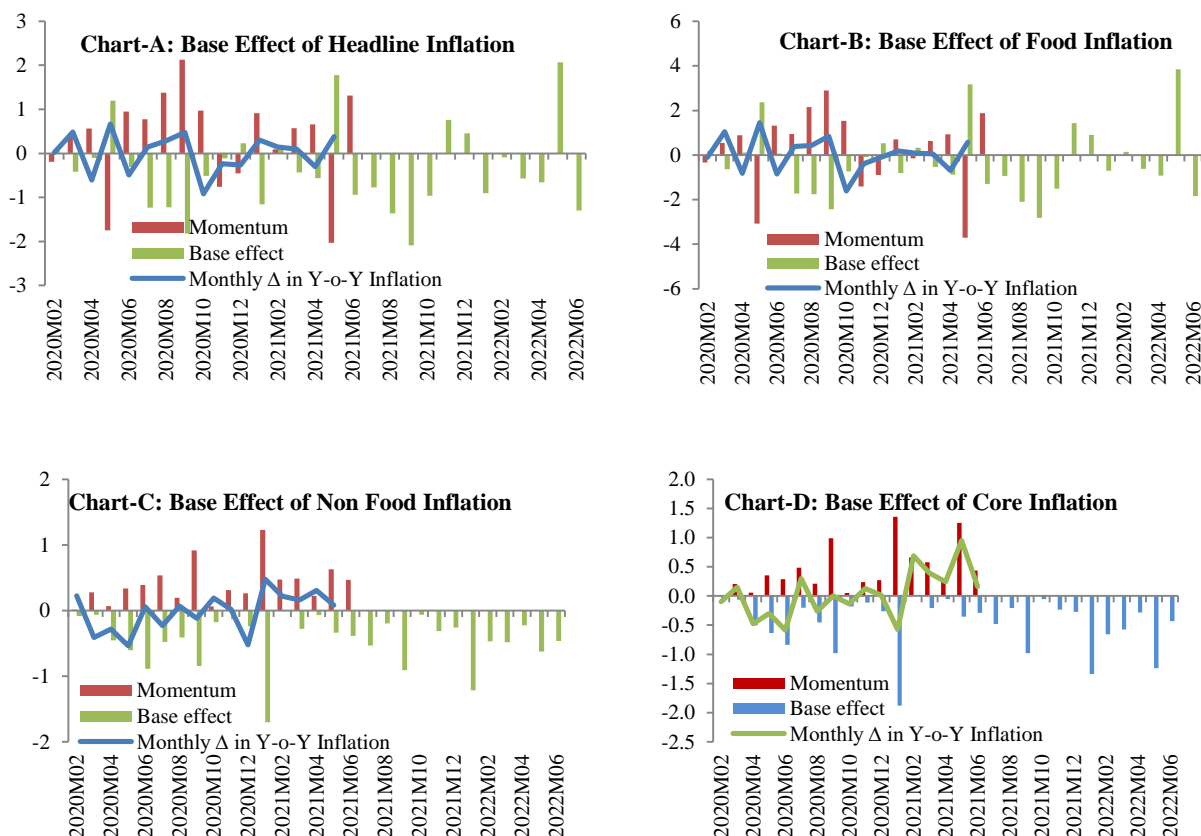 Chart-A: Base Effect of Headline Inflation
3
2
1
0
-1
-2
-3
Momentum
Base effect
Monthly Δ in Y-o-Y Inflation
2020M02
2020M04
2020M06
2020M08
2020M10
2020M12
2021M02
2021M04
2021M06
2021M08
2021M10
2021M12
2022M02
2022M04
2022M06
Chart-B: Base Effect of Food Inflation
6
4
2
0
-2
-4
-6
Momentum
Base effect
Monthly Δ in Y-o-Y Inflation
2020M02
2020M04
2020M06
2020M08
2020M10
2020M12
2021M02
2021M04
2021M06
2021M08
2021M10
2021M12
2022M02
2022M04
2022M06
Chart-C: Base Effect of Non Food Inflation
2
1
0
-1
-2
Momentum
Base effect
Monthly Δ in Y-o-Y Inflation
2020M02
2020M04
2020M06
2020M08
2020M10
2020M12
2021M02
2021M04
2021M06
2021M08
2021M10
2021M12
2022M02
2022M04
2022M06
Chart-D: Base Effect of Core Inflation
2.0
1.5
1.0
0.5
0.0
-0.5
-1.0
-1.5
-2.0
-2.5
Momentum
Base effect
Monthly Δ in Y-o-Y Inflation
2020M02
2020M04
2020M06
2020M08
2020M10
2020M12
2021M02
2021M04
2021M06
2021M08
2021M10
2021M12
2022M02
2022M04
2022M06